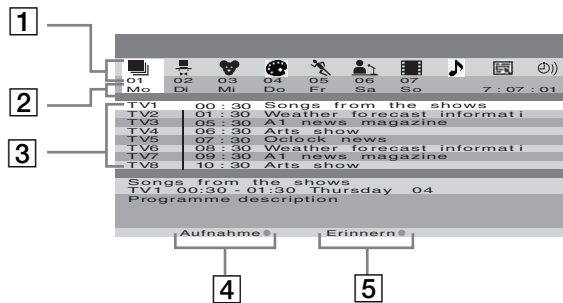 1
01 02 03 04 05 06 07
2
Mo Di Mi Do Fr Sa So 7 : 07 : 01
3
TV1 00 : 30 Songs from the shows
TV2 01 : 30 Weather forecast informati
TV3 05 : 30 A1 news magazine
TV4 06 : 30 Arts show
TV5 07 : 30 Oclock news
TV6 08 : 30 Weather forecast informati
TV7 09 : 30 A1 news magazine
TV8 10 : 30 Arts show
Songs from the shows
TV1 00:30 - 01:30 Thursday 04
Programme description
Aufnahme Erinnern
4 5